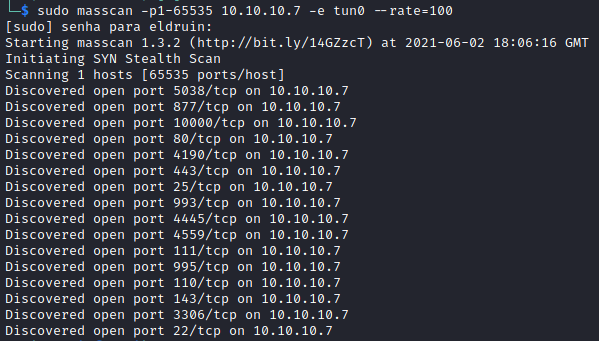 └─$ sudo masscan -p1-65535 10.10.10.7 -e tun0 --rate=100
[sudo] senha para eldruin:
Starting masscan 1.3.2 (http://bit.ly/14GZzcT) at 2021-06-02 18:06:16 GMT
Initiating SYN Stealth Scan
Scanning 1 hosts [65535 ports/host]
Discovered open port 5038/tcp on 10.10.10.7
Discovered open port 877/tcp on 10.10.10.7
Discovered open port 10000/tcp on 10.10.10.7
Discovered open port 80/tcp on 10.10.10.7
Discovered open port 4190/tcp on 10.10.10.7
Discovered open port 443/tcp on 10.10.10.7
Discovered open port 25/tcp on 10.10.10.7
Discovered open port 993/tcp on 10.10.10.7
Discovered open port 4445/tcp on 10.10.10.7
Discovered open port 4559/tcp on 10.10.10.7
Discovered open port 111/tcp on 10.10.10.7
Discovered open port 995/tcp on 10.10.10.7
Discovered open port 110/tcp on 10.10.10.7
Discovered open port 143/tcp on 10.10.10.7
Discovered open port 3306/tcp on 10.10.10.7
Discovered open port 22/tcp on 10.10.10.7